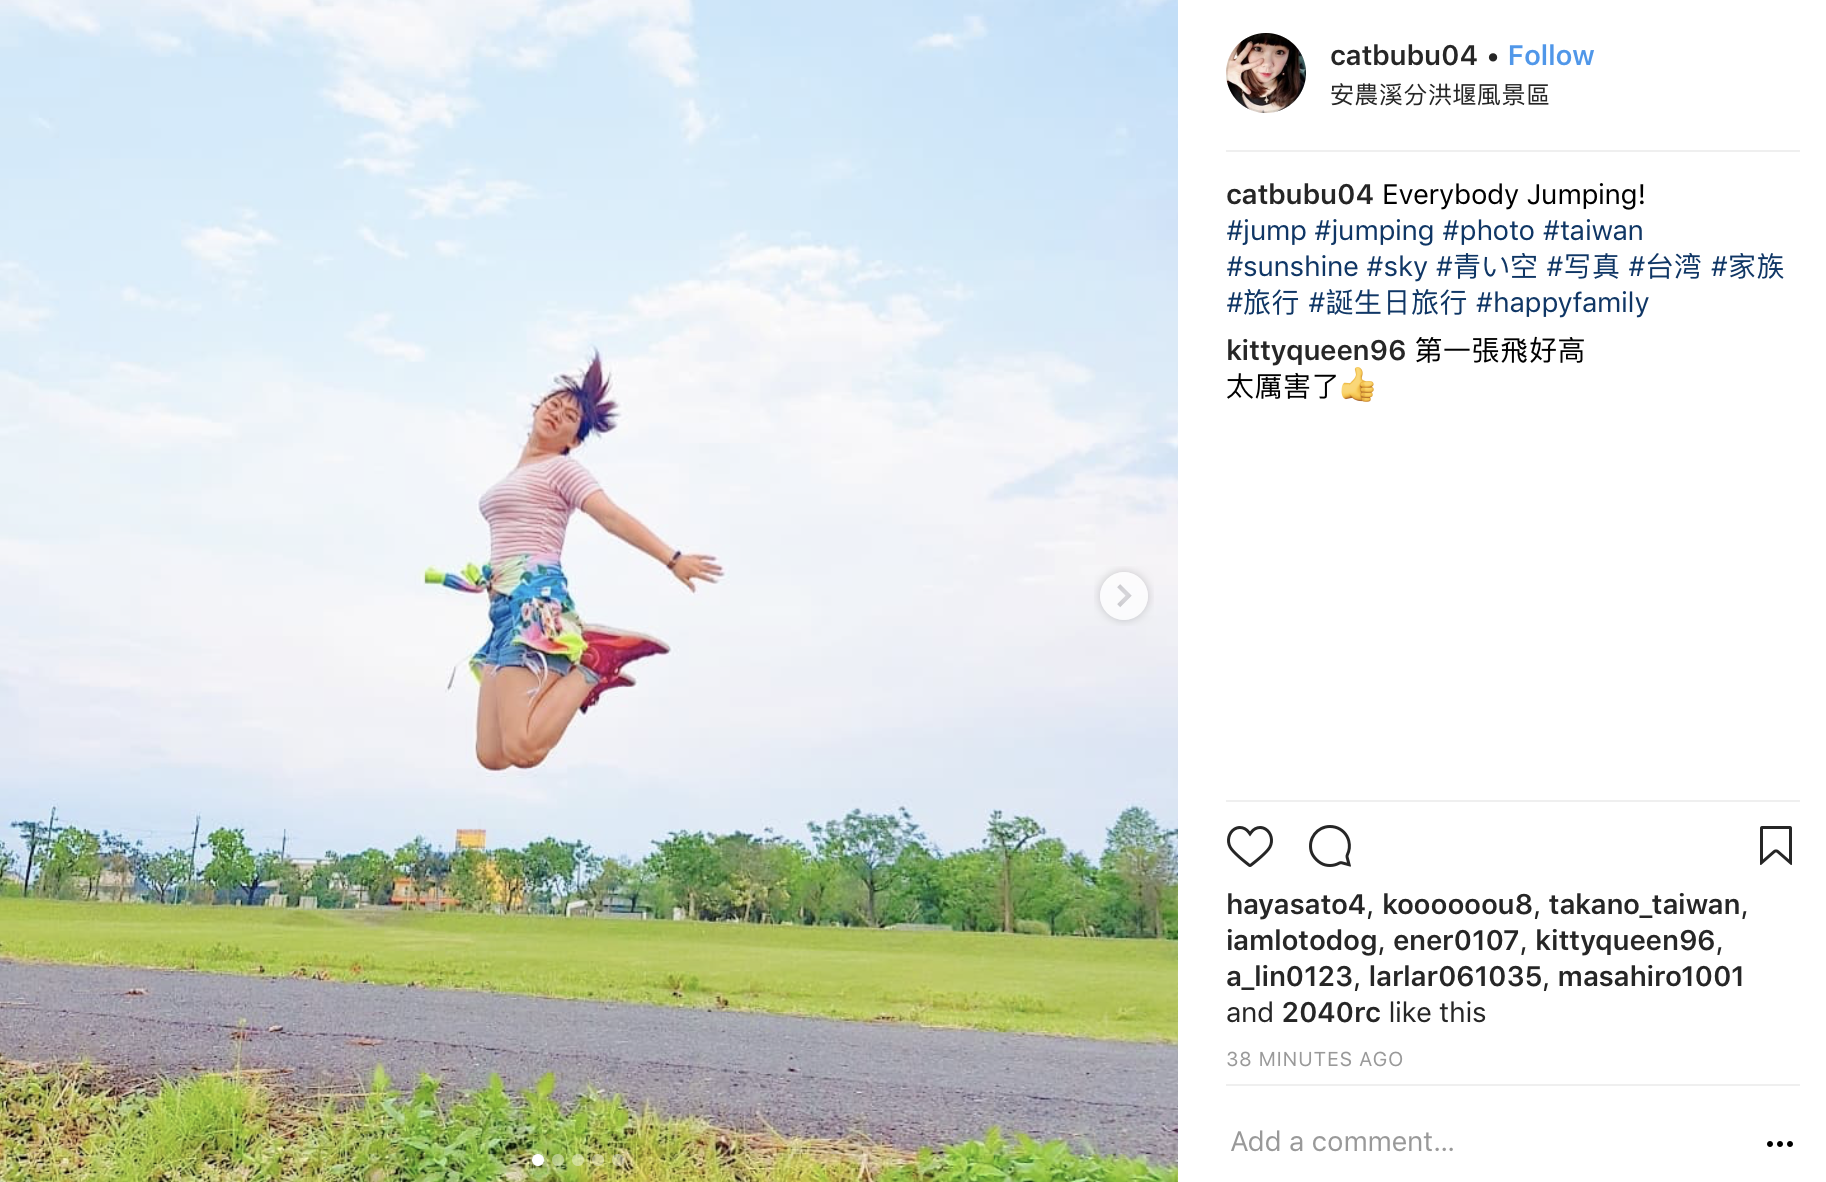 catbubu04 • Follow
安農溪分洪堰風景區
catbubu04 Everybody Jumping!
#jump #jumping #photo #taiwan
#sunshine #sky #青い空 #写真 #台湾 #家族
#旅行 #誕生日旅行 #happyfamily
kittyqueen96 第一張飛好高
太厲害了👍
hayasato4, koooooou8, takano_taiwan,
iamlotodog, ener0107, kittyqueen96,
a_lin0123, larlar061035, masahiro1001
and 2040rc like this
38 MINUTES AGO
Add a comment...